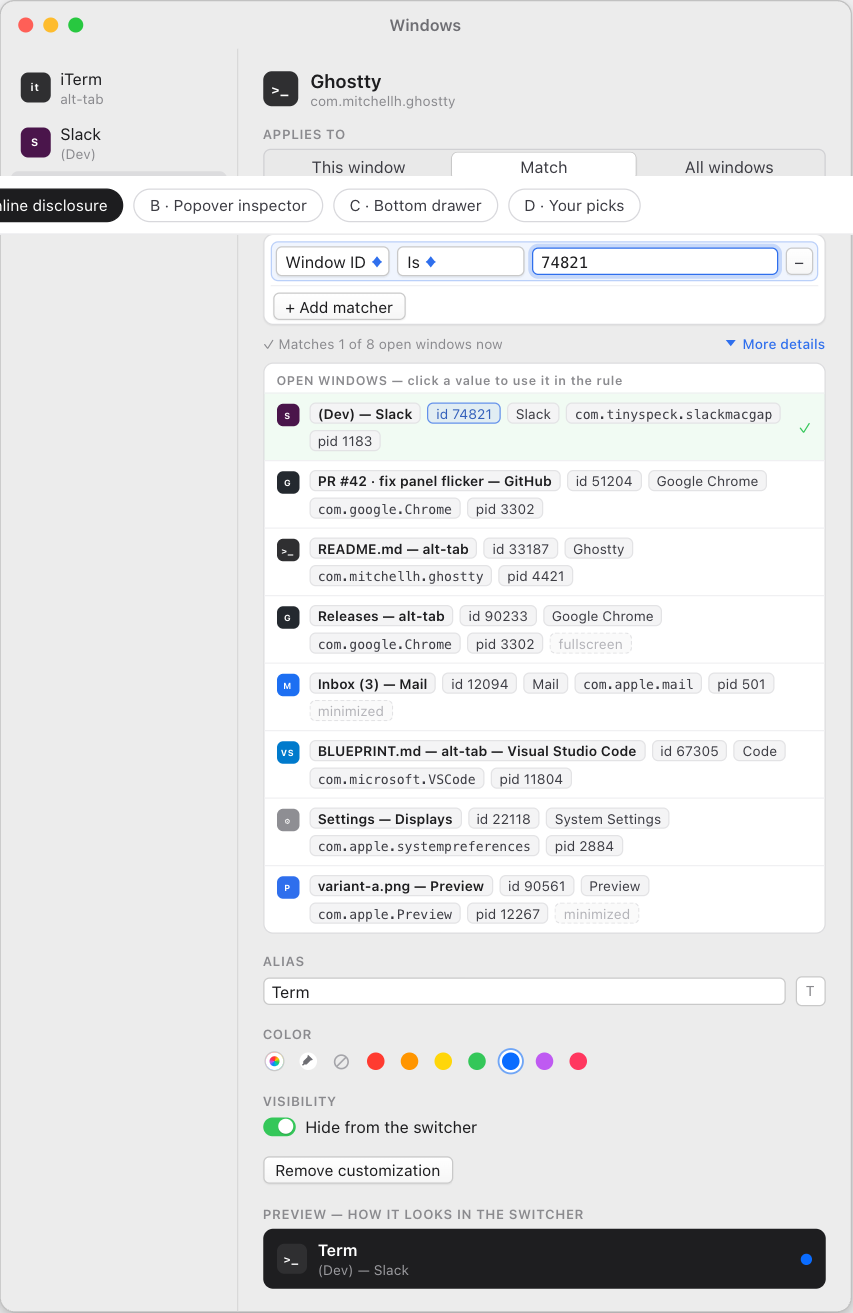 Windows
it
iTerm
alt-tab
S
Slack
(Dev)
>_
Ghostty
com.mitchellh.ghostty
APPLIES TO
This window Match All windows
line disclosure B · Popover inspector C · Bottom drawer D · Your picks
Window ID Is 74821 –
+ Add matcher
✓ Matches 1 of 8 open windows now ▼ More details
OPEN WINDOWS — click a value to use it in the rule
S (Dev) — Slack id 74821 Slack com.tinyspeck.slackmacgap ✓
pid 1183
G PR #42 · fix panel flicker — GitHub id 51204 Google Chrome
com.google.Chrome pid 3302
>_ README.md — alt-tab id 33187 Ghostty
com.mitchellh.ghostty pid 4421
G Releases — alt-tab id 90233 Google Chrome
com.google.Chrome pid 3302 fullscreen
M Inbox (3) — Mail id 12094 Mail com.apple.mail pid 501
minimized
VS BLUEPRINT.md — alt-tab — Visual Studio Code id 67305 Code
com.microsoft.VSCode pid 11804
Settings — Displays id 22118 System Settings
com.apple.systempreferences pid 2884
P variant-a.png — Preview id 90561 Preview
com.apple.Preview pid 12267 minimized
ALIAS
Term T
COLOR
VISIBILITY
Hide from the switcher
Remove customization
PREVIEW — HOW IT LOOKS IN THE SWITCHER
>_
Term
(Dev) — Slack